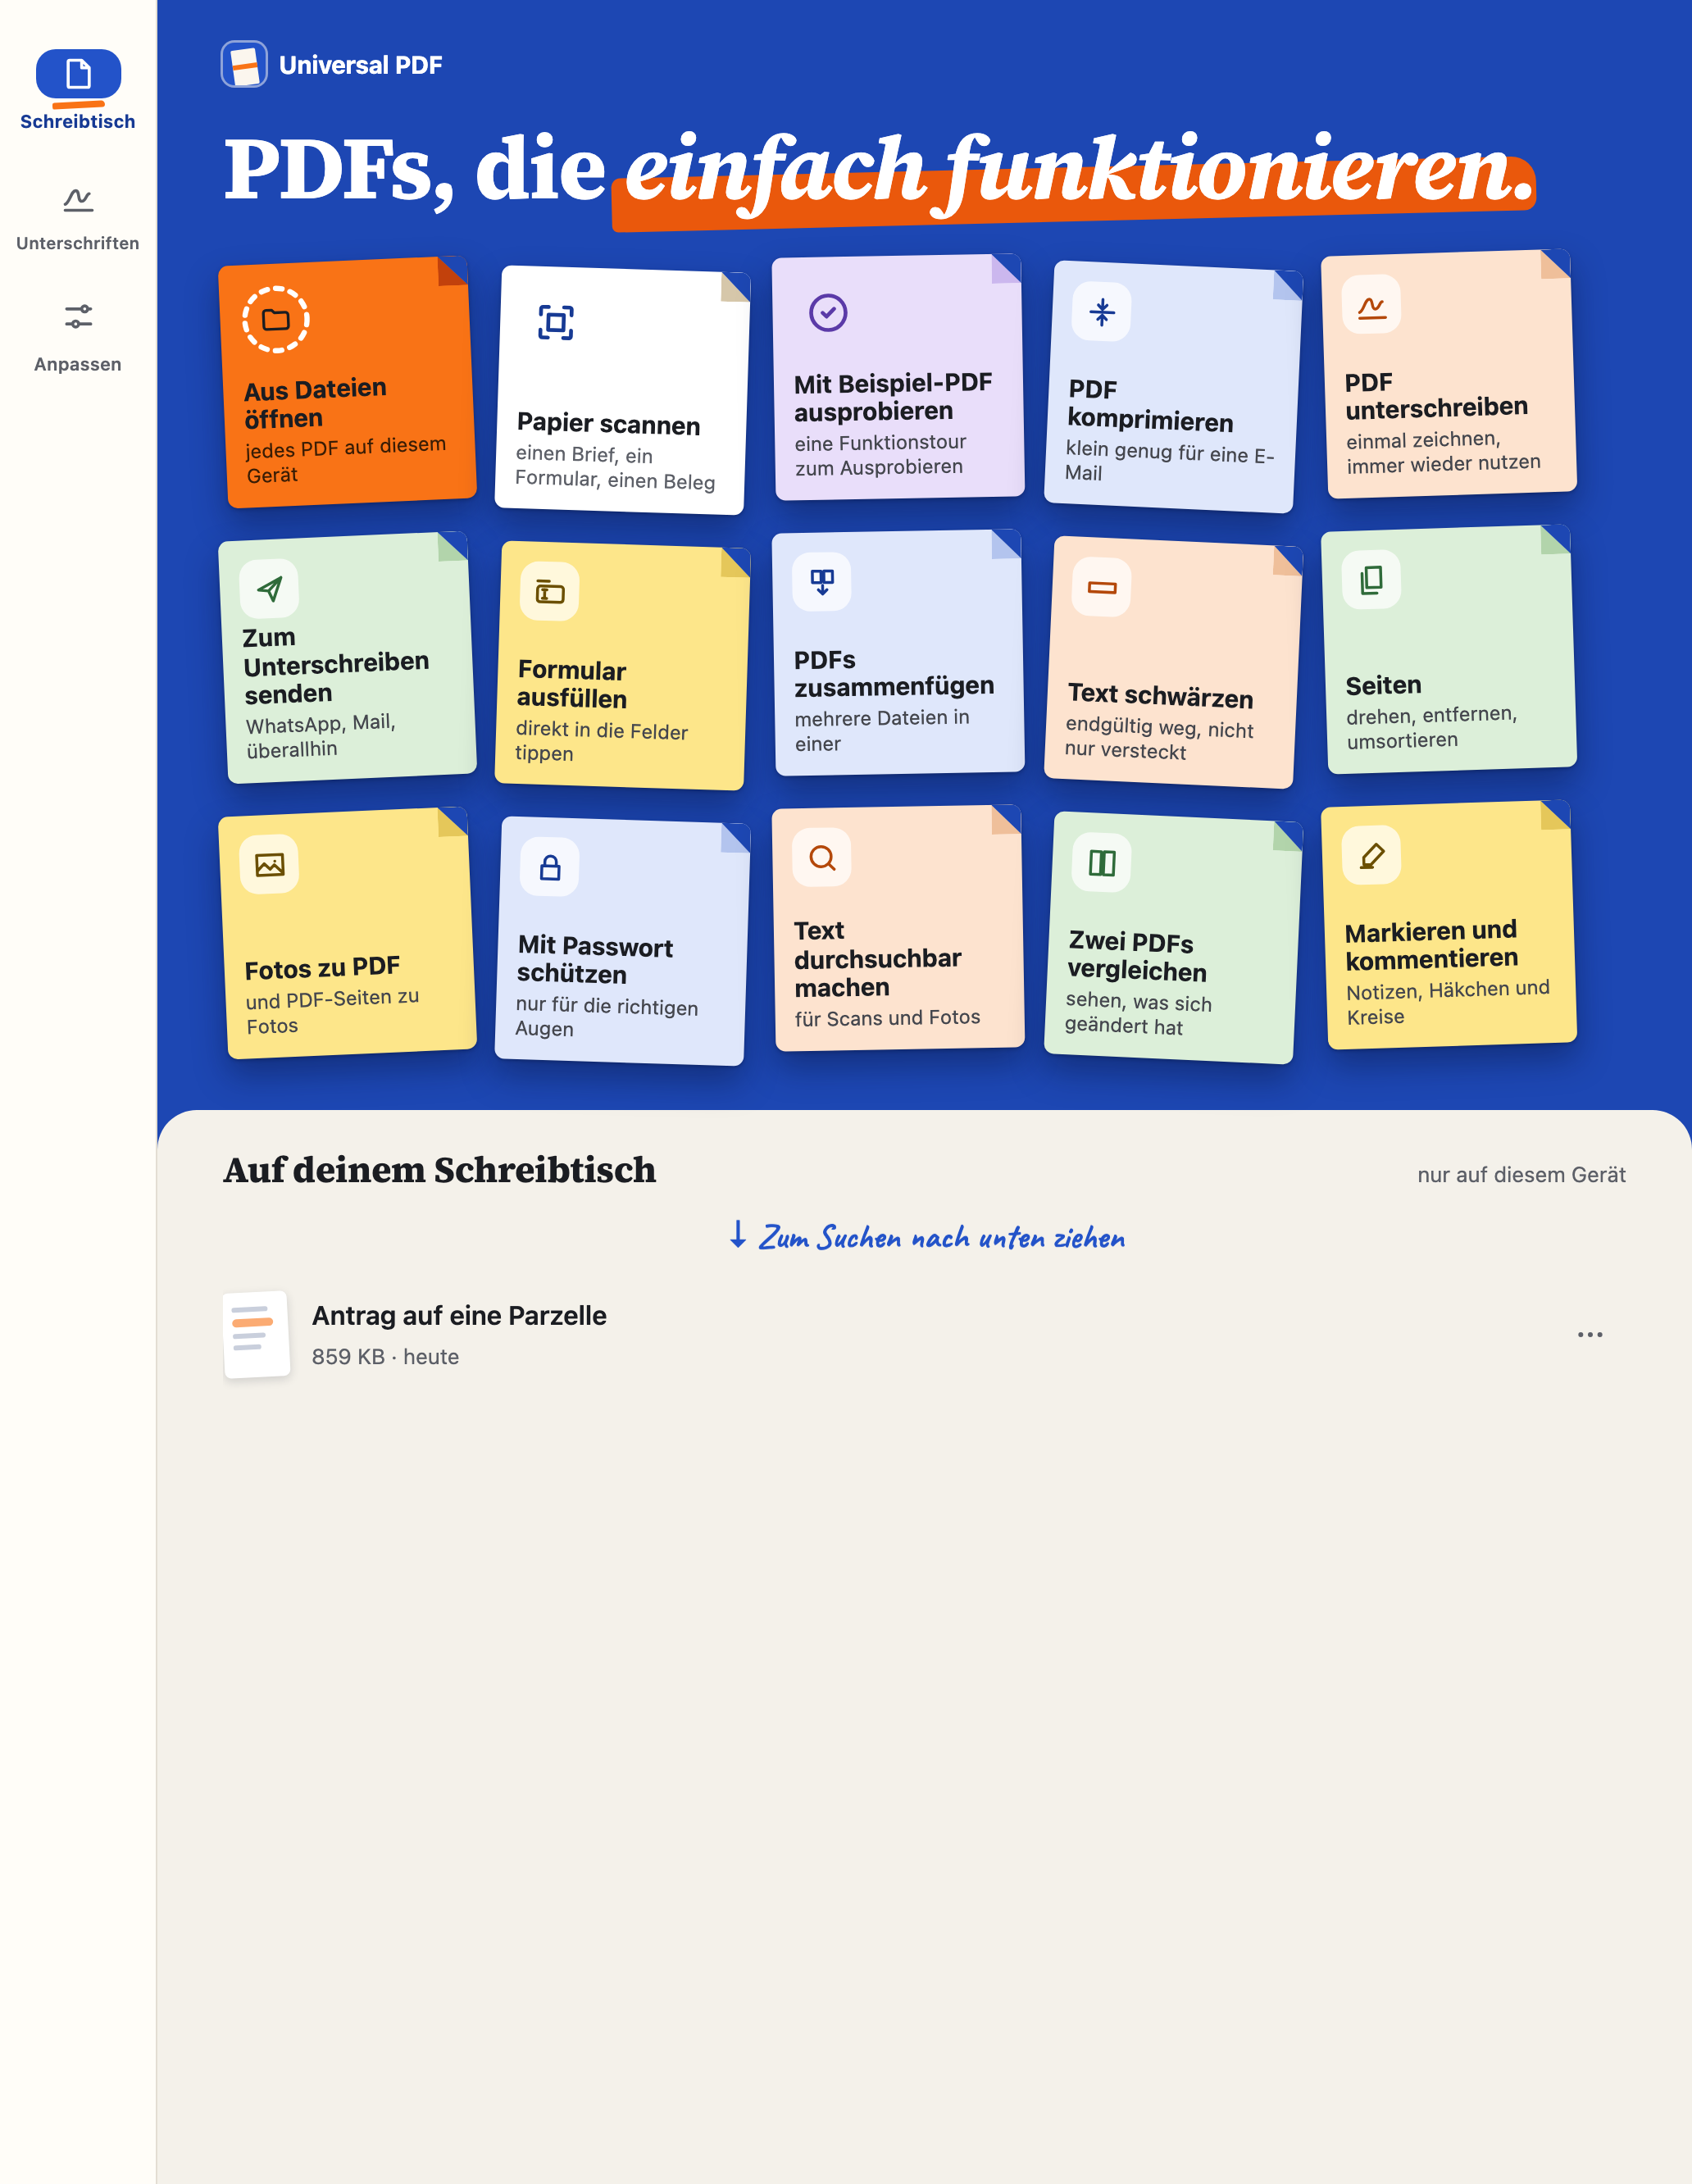 Schreibtisch
Unterschriften
Anpassen
Universal PDF
PDFs, die einfach funktionieren.
Aus Dateien
öffnen
jedes PDF auf diesem
Gerät
Papier scannen
einen Brief, ein
Formular, einen Beleg
Mit Beispiel-PDF
ausprobieren
eine Funktionstour
zum Ausprobieren
PDF
komprimieren
klein genug für eine E-
Mail
PDF
unterschreiben
einmal zeichnen,
immer wieder nutzen
Zum
Unterschreiben
senden
WhatsApp, Mail,
überallhin
Formular
ausfüllen
direkt in die Felder
tippen
PDFs
zusammenfügen
mehrere Dateien in
einer
Text schwärzen
endgültig weg, nicht
nur versteckt
Seiten
drehen, entfernen,
umsortieren
Fotos zu PDF
und PDF-Seiten zu
Fotos
Mit Passwort
schützen
nur für die richtigen
Augen
Text
durchsuchbar
machen
für Scans und Fotos
Zwei PDFs
vergleichen
sehen, was sich
geändert hat
Markieren und
kommentieren
Notizen, Häkchen und
Kreise
Auf deinem Schreibtisch
nur auf diesem Gerät
↓ Zum Suchen nach unten ziehen
Antrag auf eine Parzelle
859 KB · heute